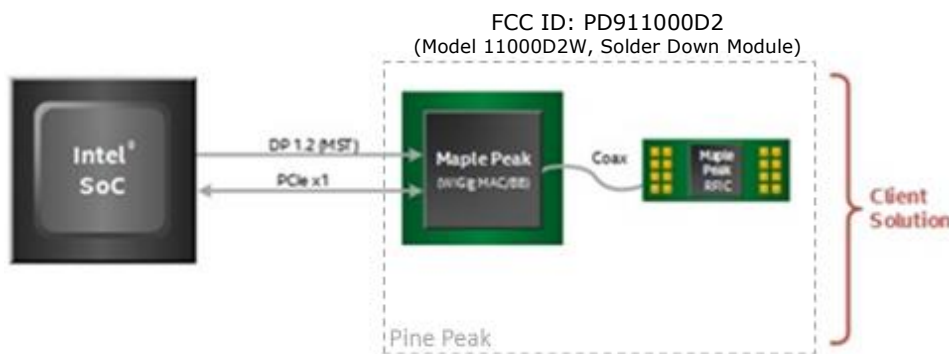 FCC ID: PD911000D2
(Model 11000D2W, Solder Down Module)
Intel®
SoC
DP 1.2 (MST)
PCIe x1
Maple Peak
(WiGig MAC/BB)
Coax
Maple
Peak
RFIC
Client
Solution
Pine Peak